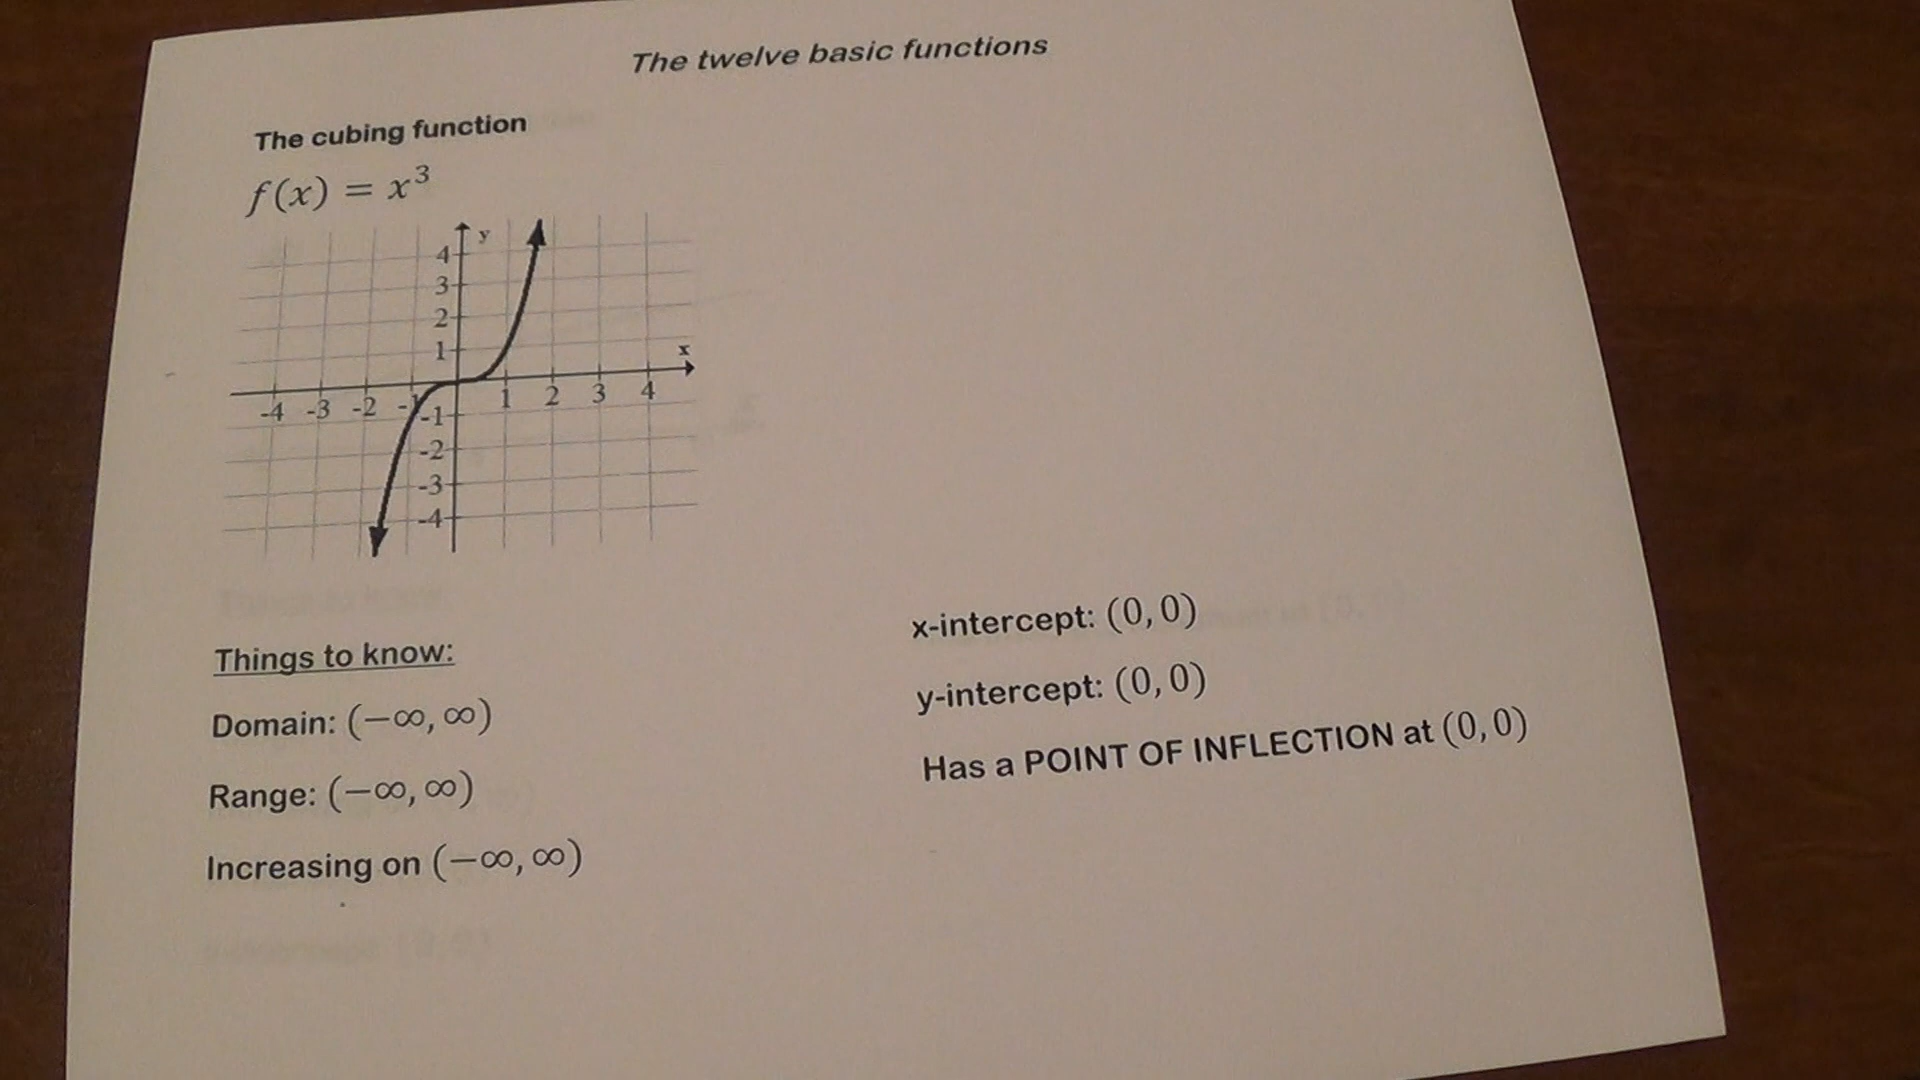 The twelve basic functions
The cubing function
f(x) = x³
y
4
3
2
1
x
-4 -3 -2 -1 1 2 3 4
-1
-2
-3
-4
Things to know:
Domain: (−∞, ∞)
Range: (−∞, ∞)
Increasing on (−∞, ∞)
x-intercept: (0, 0)
y-intercept: (0, 0)
Has a POINT OF INFLECTION at (0, 0)